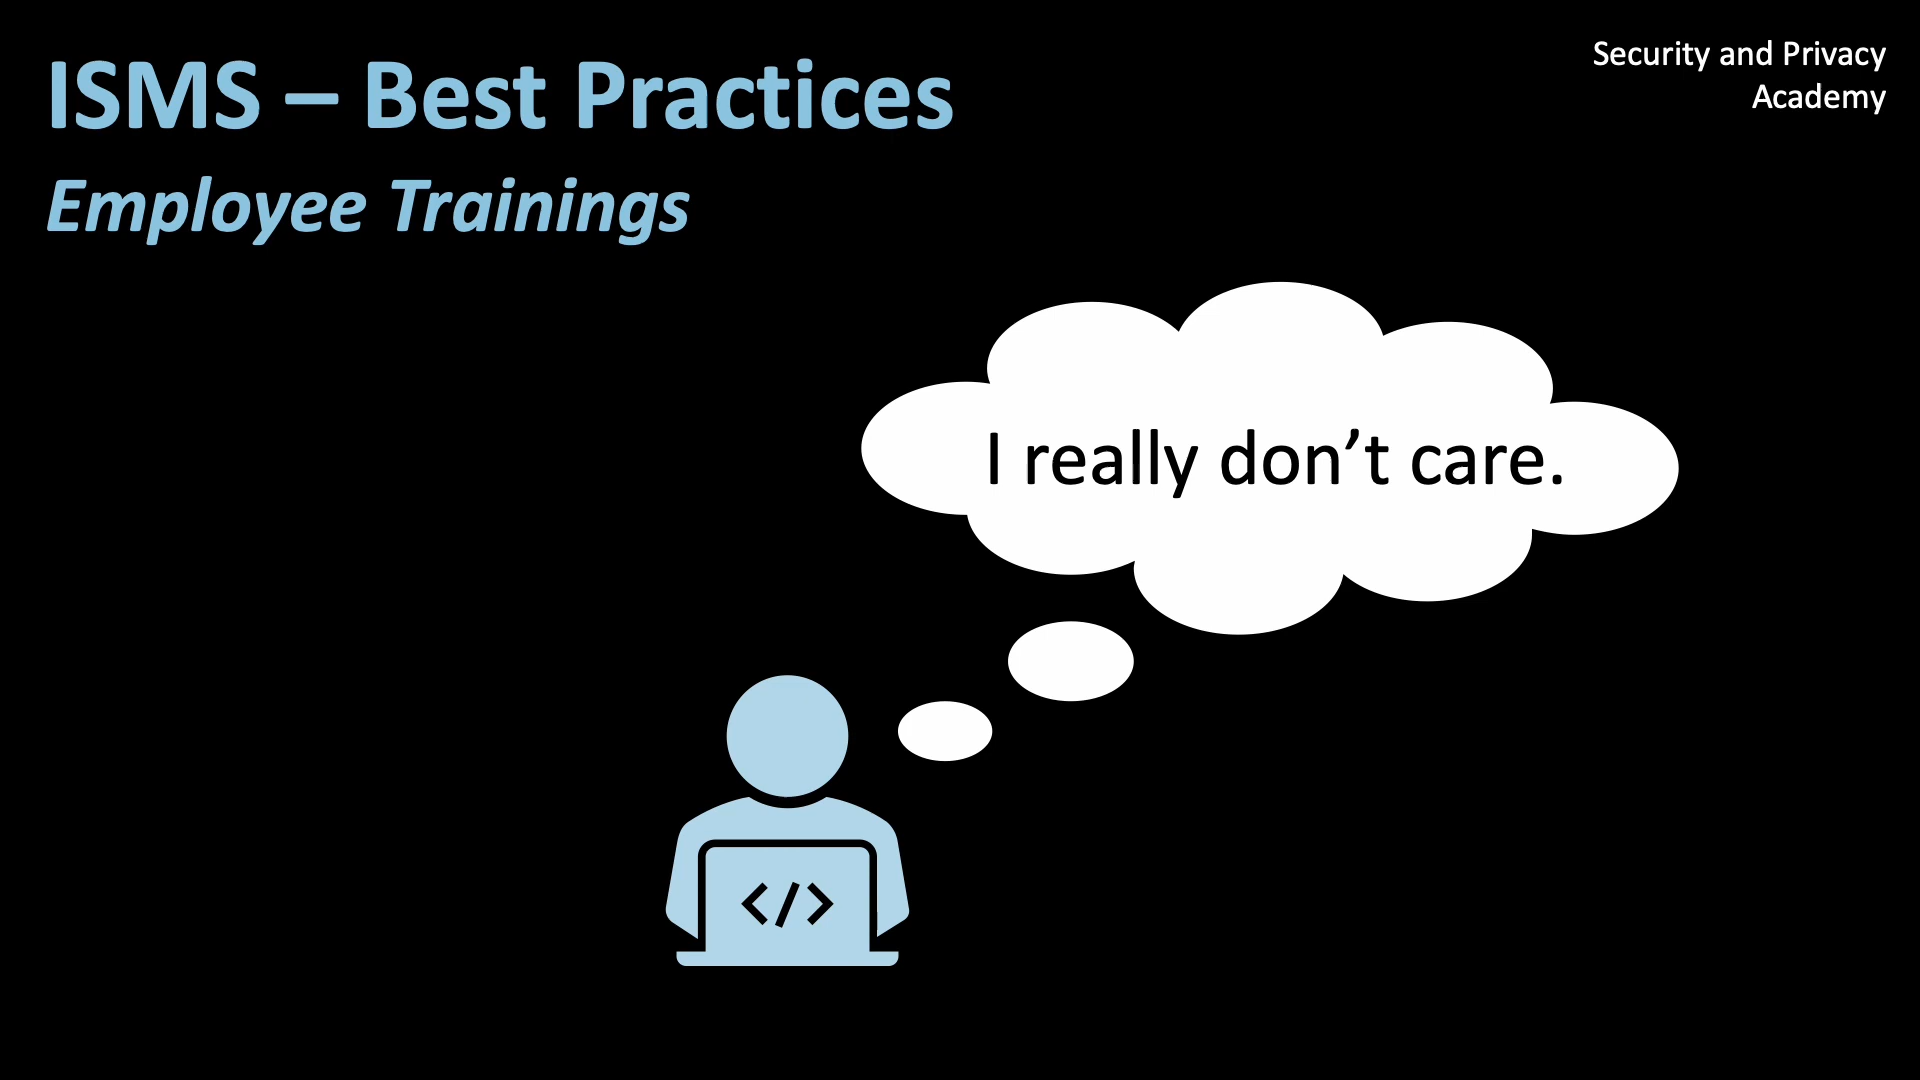 ISMS – Best Practices
Employee Trainings
Security and Privacy
Academy
I really don’t care.
</>